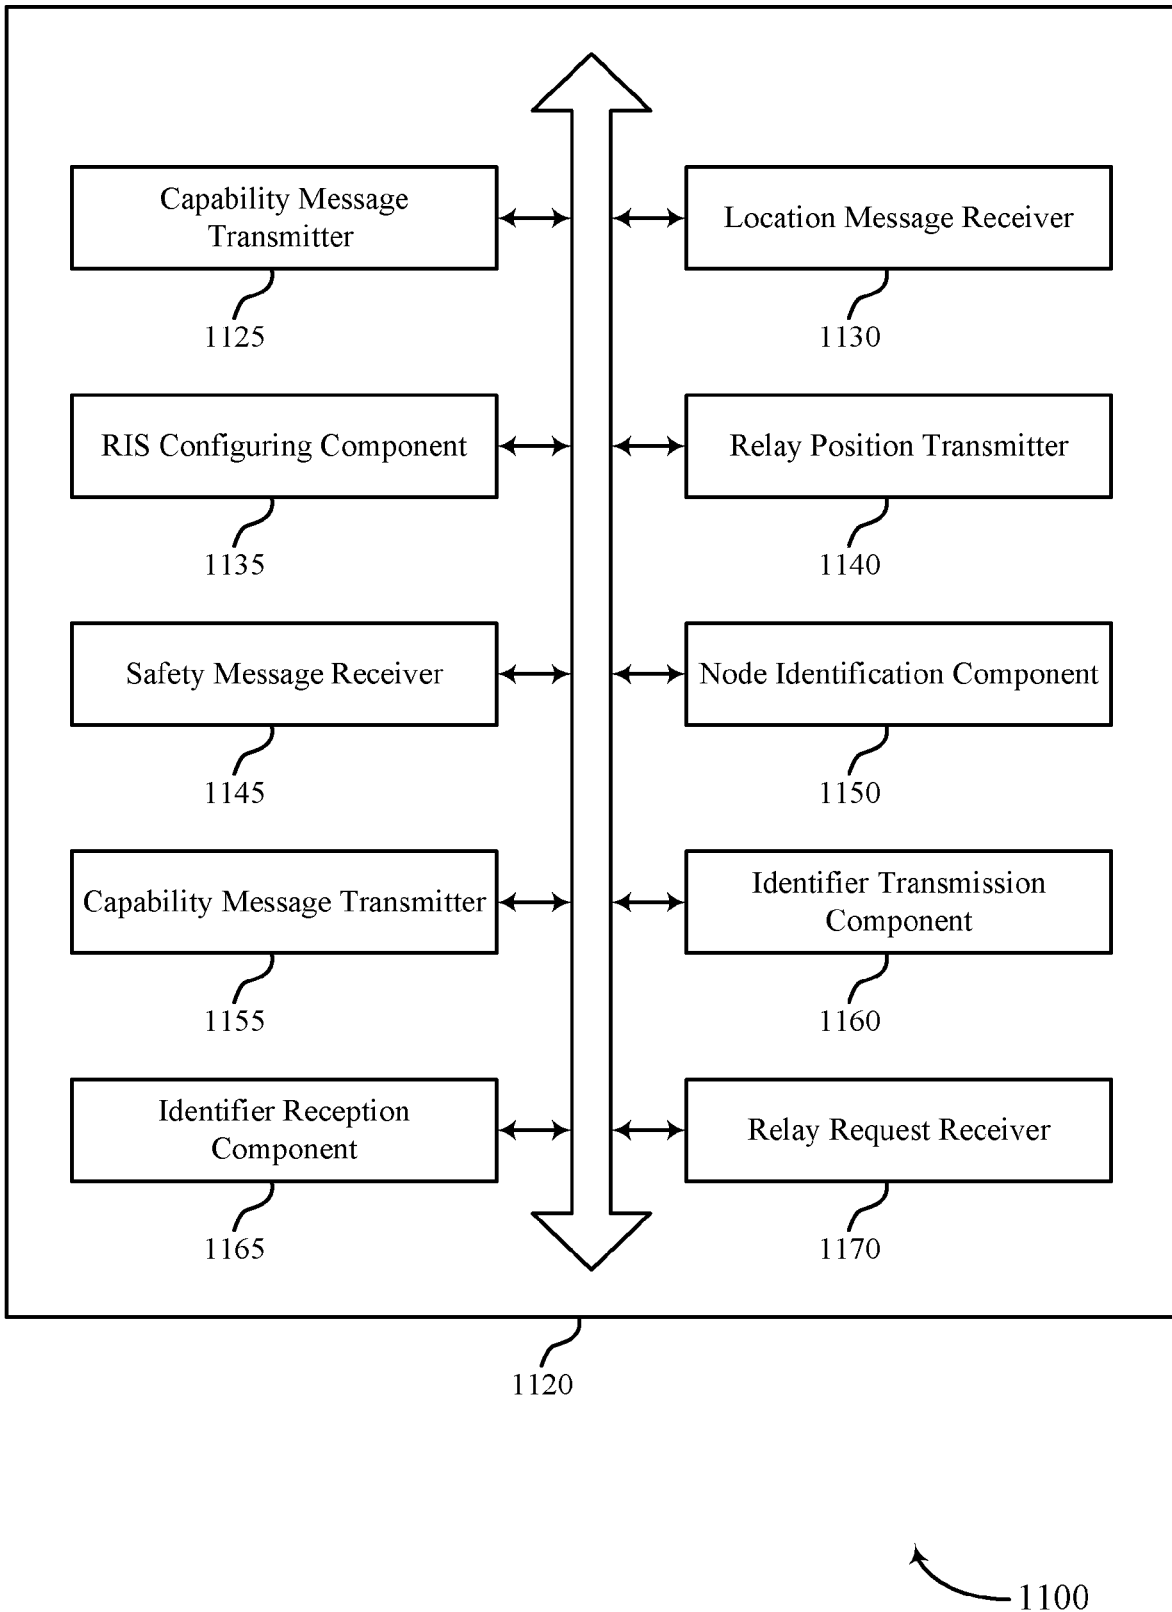 Capability Message
Transmitter
1125
Location Message Receiver
1130
RIS Configuring Component
1135
Relay Position Transmitter
1140
Safety Message Receiver
1145
Node Identification Component
1150
Capability Message Transmitter
1155
Identifier Transmission
Component
1160
Identifier Reception
Component
1165
Relay Request Receiver
1170
1120
1100